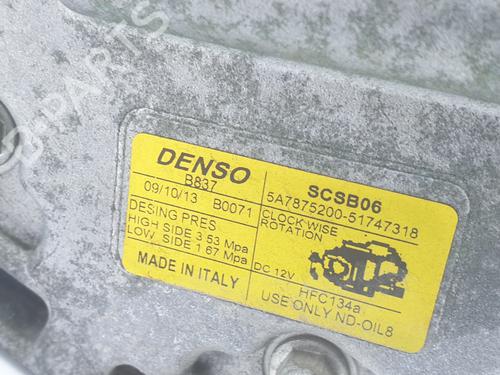 B-PARTS
DENSO
B837
09/10/13 B0071
DESING PRES
HIGH SIDE 3.53 Mpa
LOW SIDE 1.67 Mpa
MADE IN ITALY
SCSB06
5A7875200-51747318
CLOCK WISE
ROTATION
DC 12V
HFC134a
USE ONLY ND-OIL8